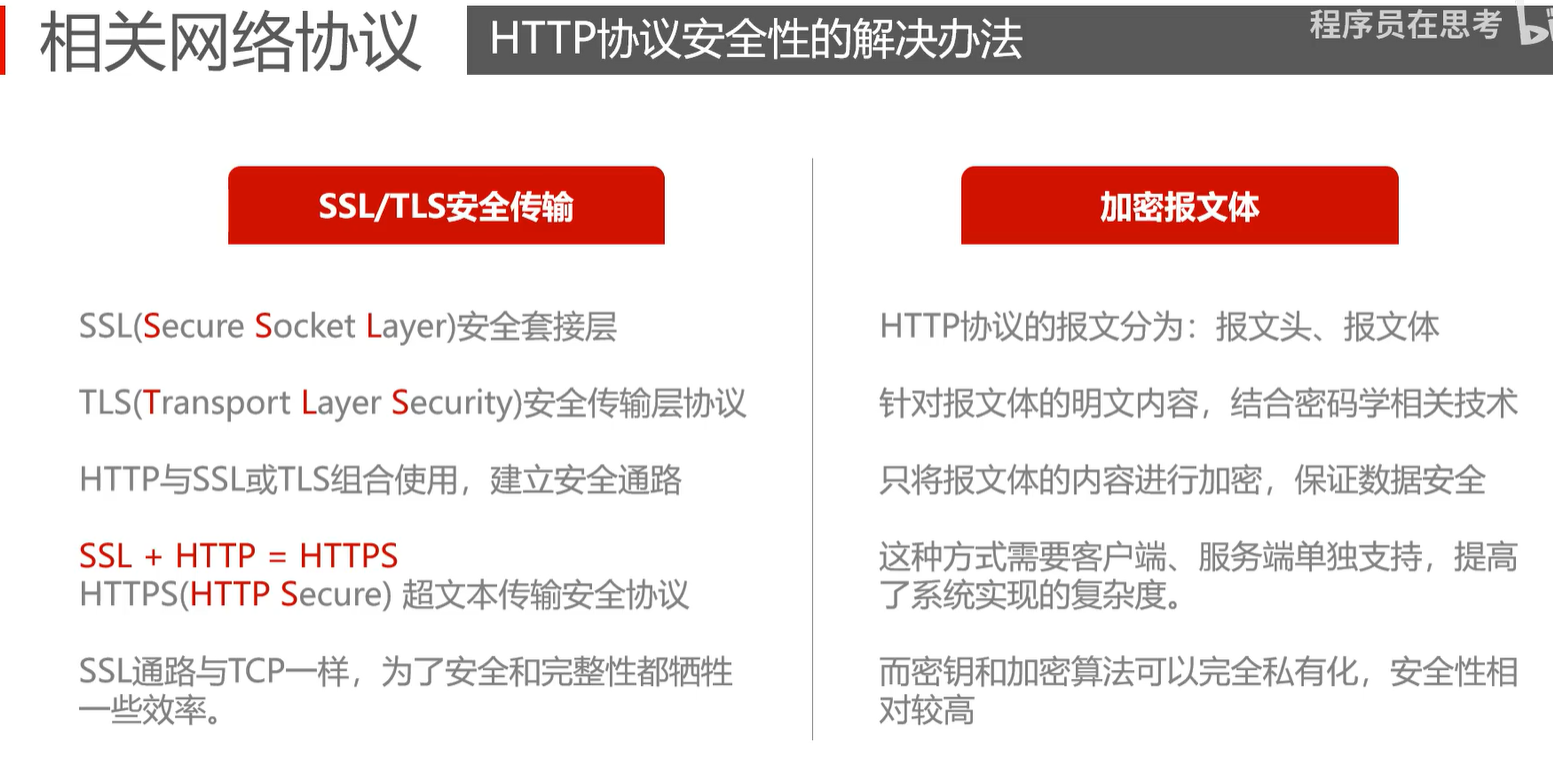 相关网络协议
HTTP协议安全性的解决办法
程序员在思考
SSL/TLS安全传输
SSL(Secure Socket Layer)安全套接层
TLS(Transport Layer Security)安全传输层协议
HTTP与SSL或TLS组合使用，建立安全通路
SSL + HTTP = HTTPS
HTTPS(HTTP Secure) 超文本传输安全协议
SSL通路与TCP一样，为了安全和完整性都牺牲
一些效率。
加密报文体
HTTP协议的报文分为：报文头、报文体
针对报文体的明文内容，结合密码学相关技术
只将报文体的内容进行加密，保证数据安全
这种方式需要客户端、服务端单独支持，提高
了系统实现的复杂度。
而密钥和加密算法可以完全私有化，安全性相
对较高